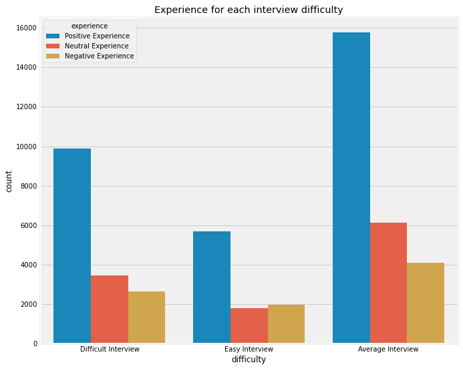 Experience for each interview difficulty
experience
Positive Experience
Neutral Experience
Negative Experience
count
16000
14000
12000
10000
8000
6000
4000
2000
0
Difficult Interview
Easy Interview
Average Interview
difficulty